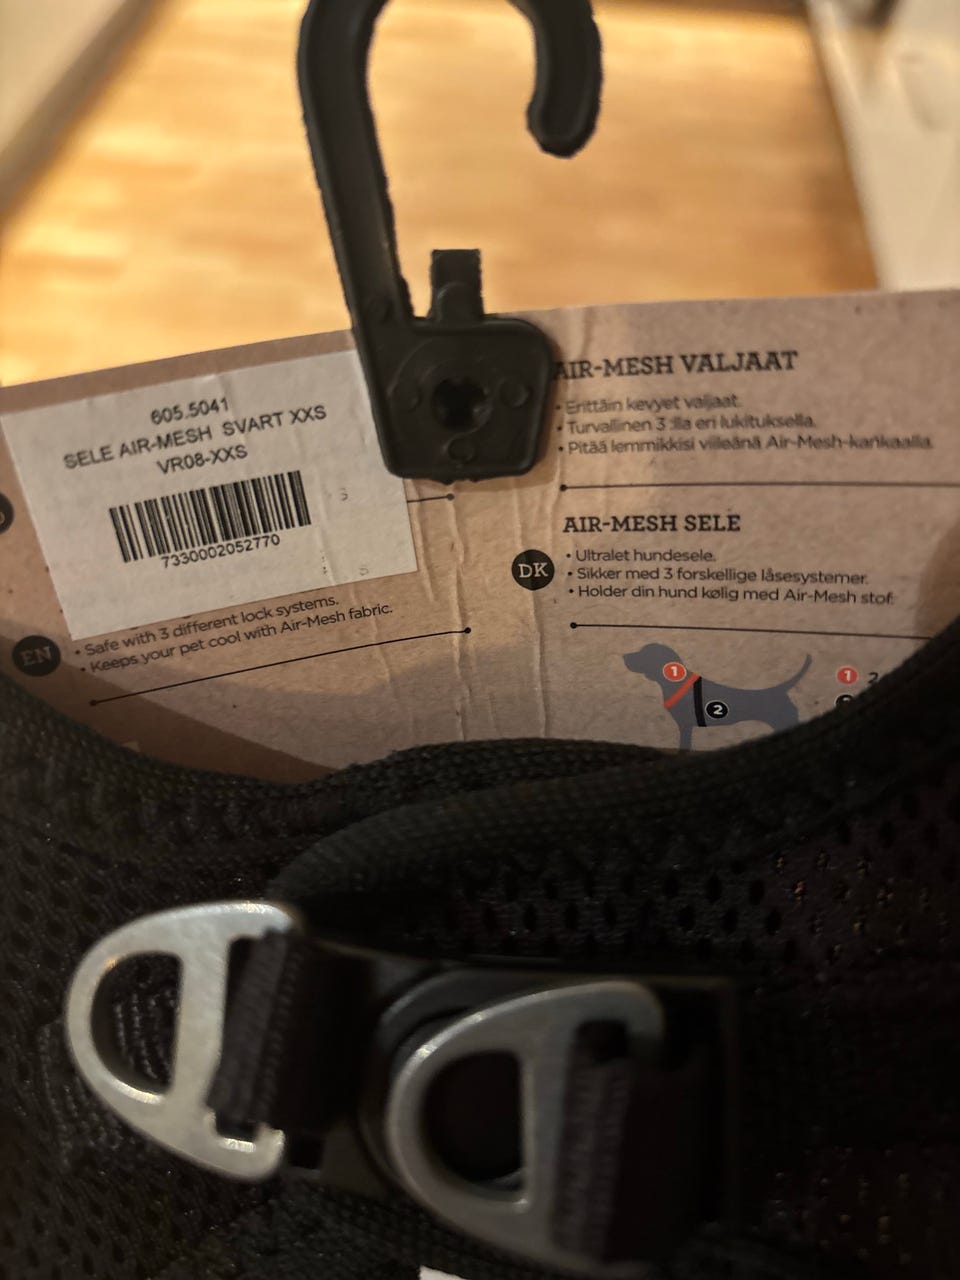 605.5041
SELE AIR-MESH SVART XXS
VR08-XXS
7330002052770
EN
• Safe with 3 different lock systems.
• Keeps your pet cool with Air-Mesh fabric.
AIR-MESH VALJAAT
• Erittäin kevyet valjaat.
• Turvallinen 3 :lla eri lukituksella.
• Pitää lemmikkisi viileänä Air-Mesh-kankaalla.
AIR-MESH SELE
DK
• Ultralet hundesele.
• Sikker med 3 forskellige låsesystemer.
• Holder din hund kølig med Air-Mesh stof.
1
2
1 2